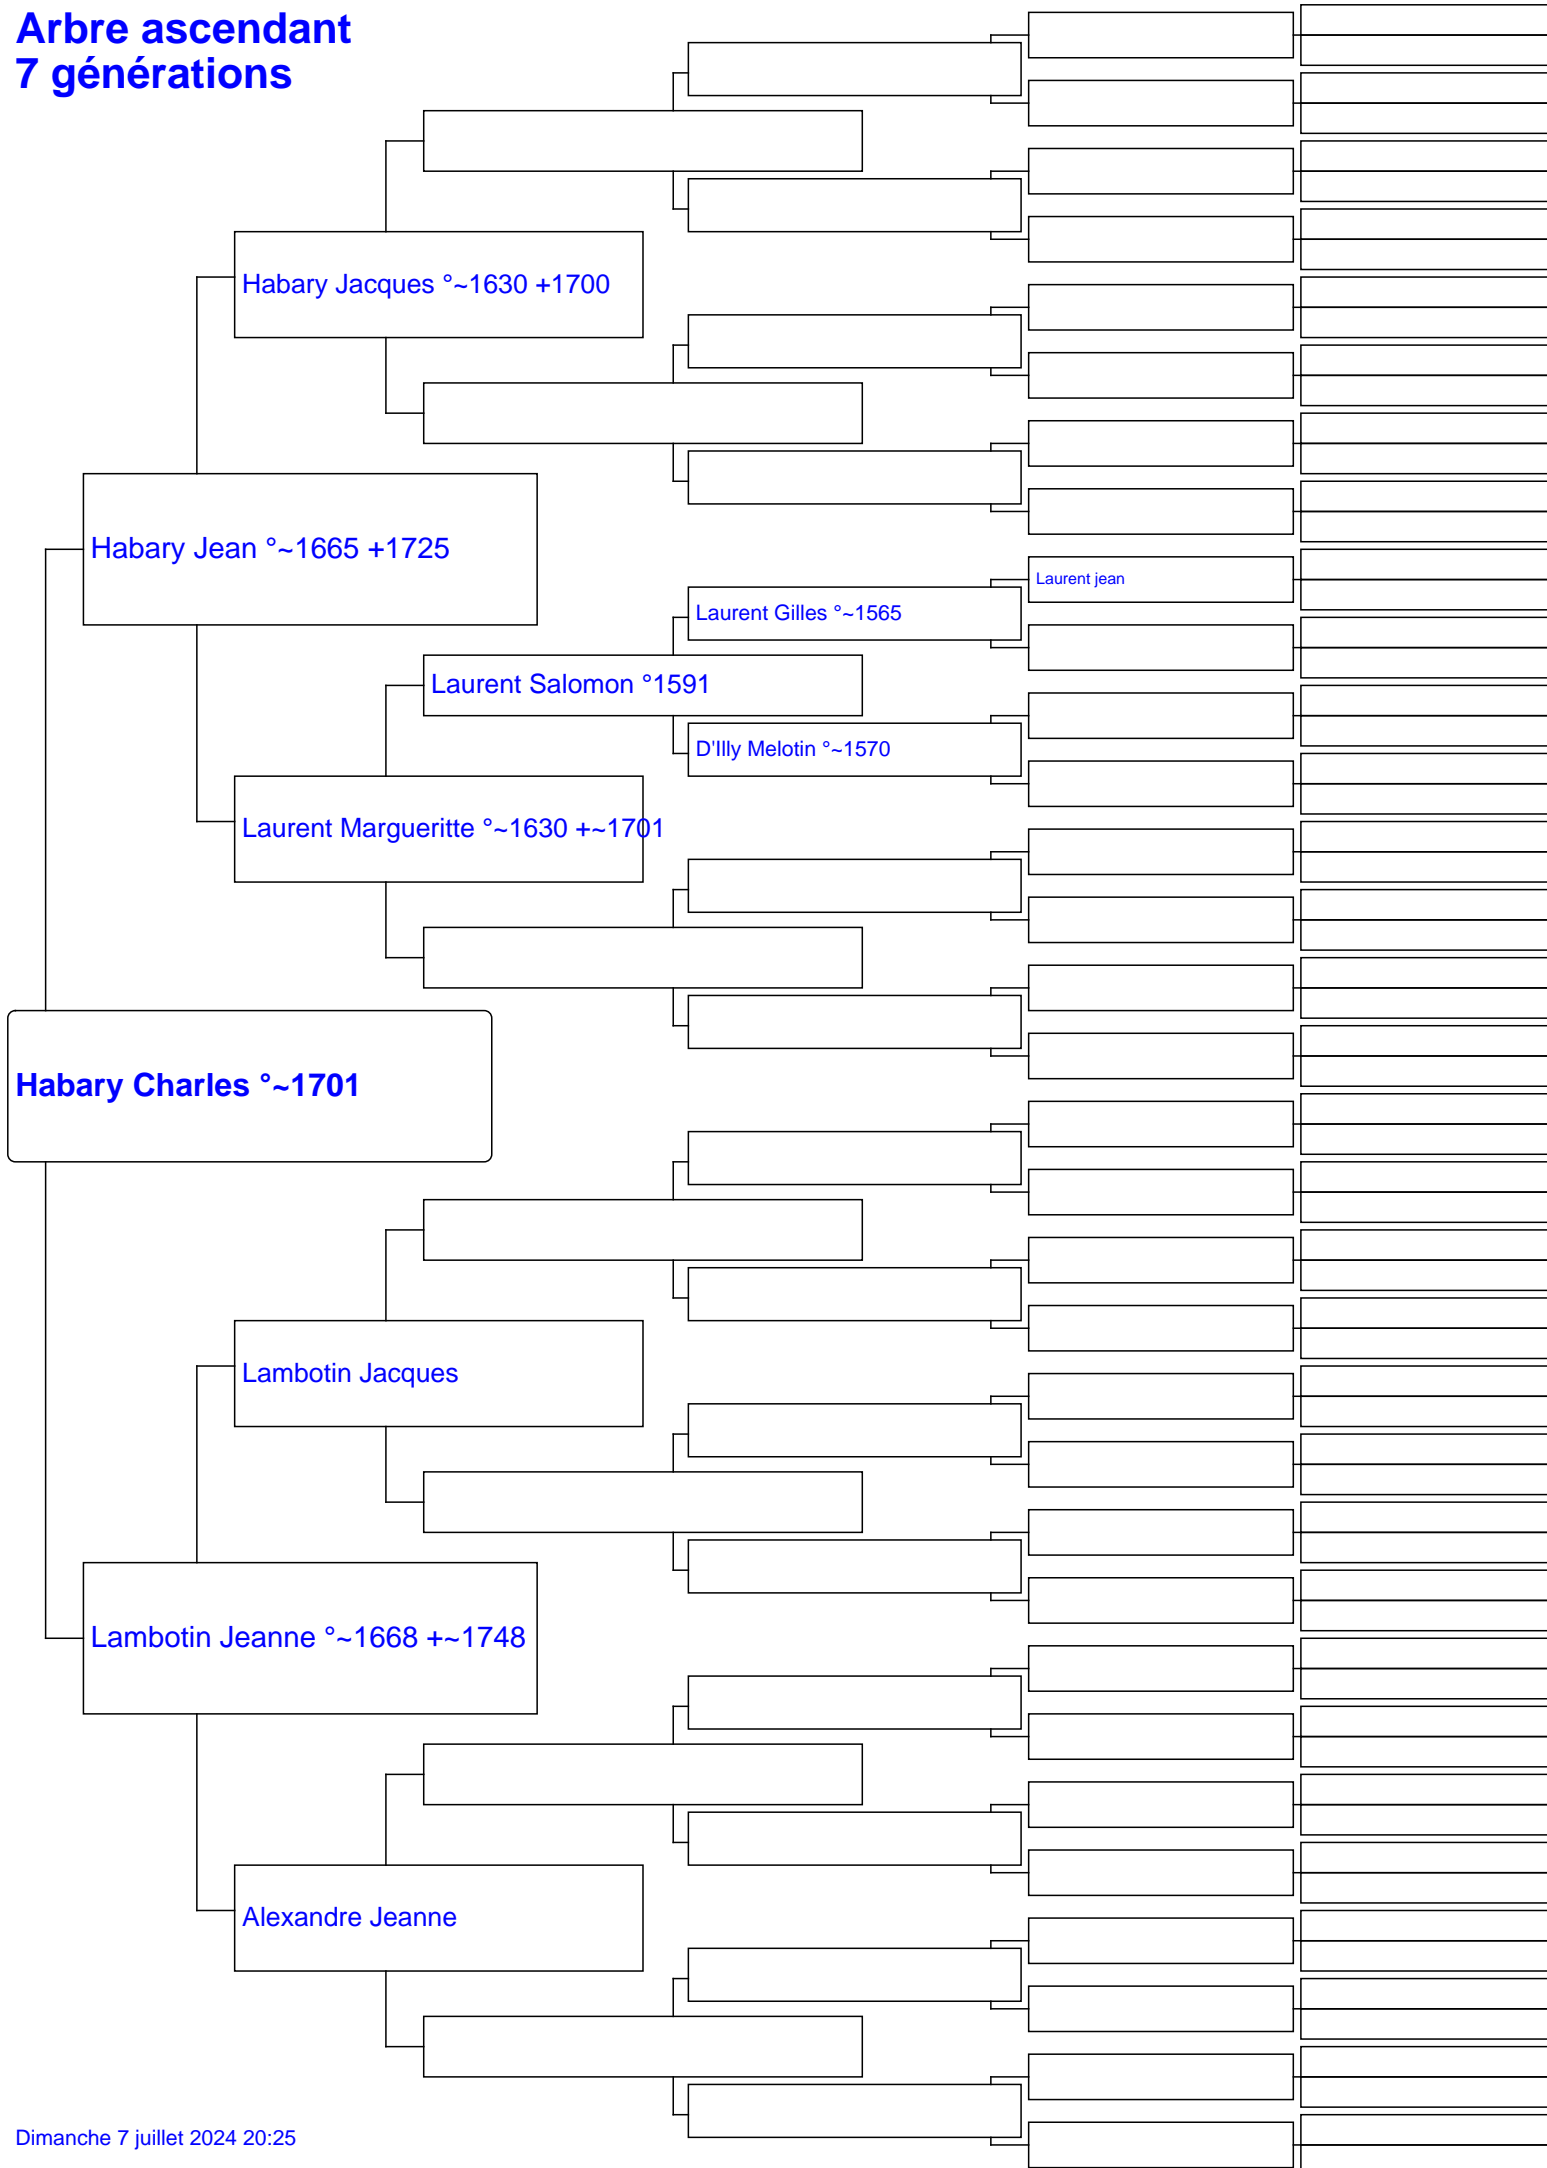 Arbre ascendant
7 générations
Habary Jacques °~1630 +1700
Habary Jean °~1665 +1725
Laurent jean
Laurent Gilles °~1565
Laurent Salomon °1591
D'Illy Melotin °~1570
Laurent Margueritte °~1630 +~1701
Habary Charles °~1701
Lambotin Jacques
Lambotin Jeanne °~1668 +~1748
Alexandre Jeanne
Dimanche 7 juillet 2024 20:25